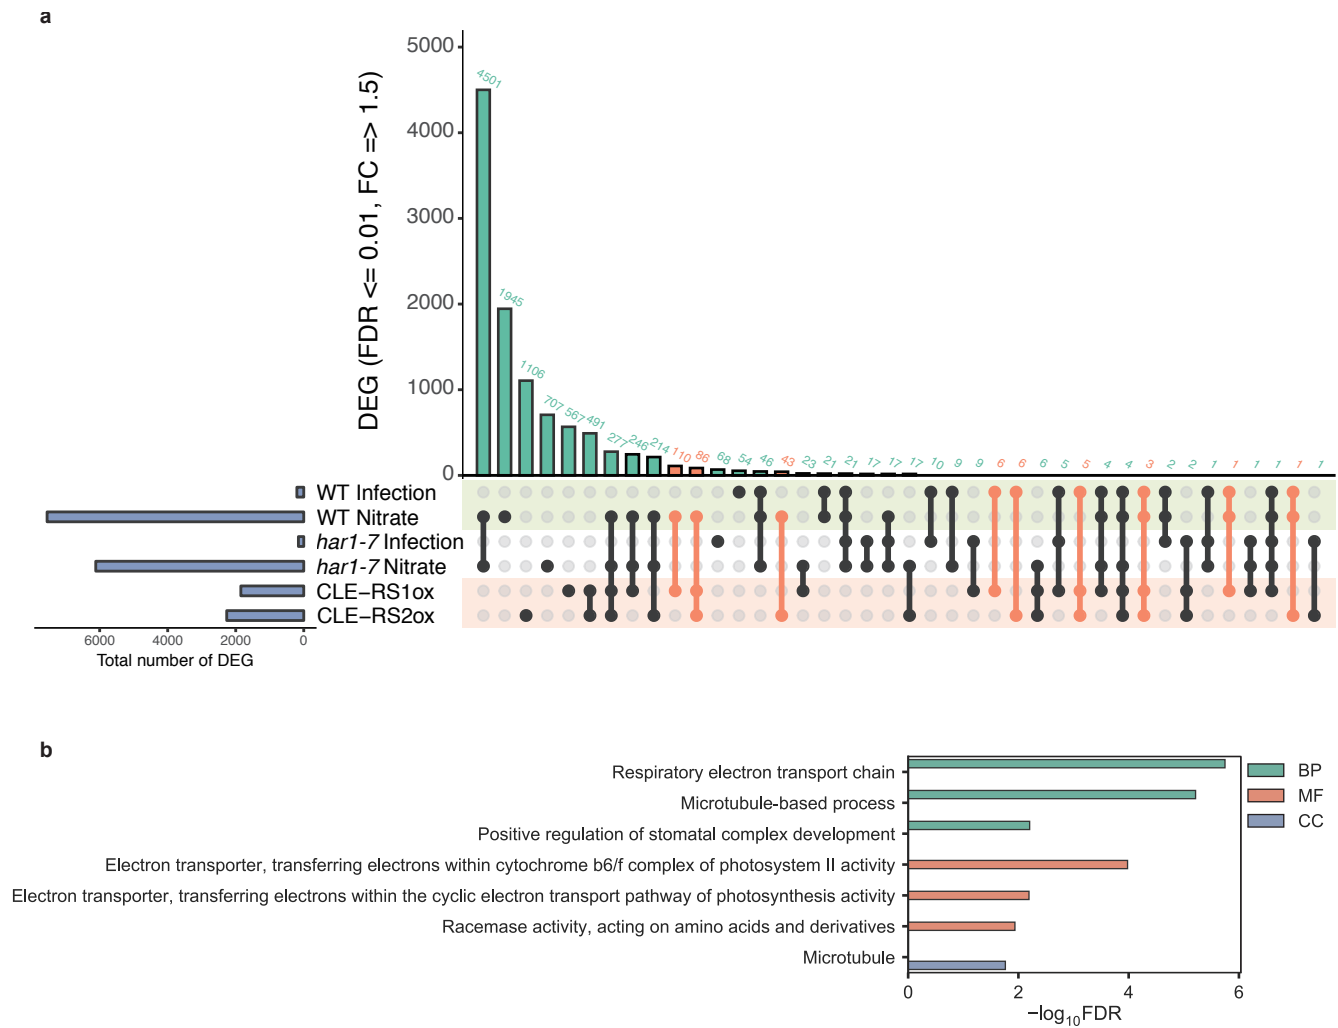 a
DEG (FDR <= 0.01, FC => 1.5)
5000
4000
3000
2000
1000
0
4501
1945
1106
707
567
491
277
246
214
110
86
68
54
46
43
23
21
21
17
17
17
10
9
9
6
6
6
5
5
4
4
3
2
2
1
1
1
1
1
1
WT Infection
WT Nitrate
har1-7 Infection
har1-7 Nitrate
CLE-RS1ox
CLE-RS2ox
6000 4000 2000 0
Total number of DEG
b
Respiratory electron transport chain
Microtubule-based process
Positive regulation of stomatal complex development
Electron transporter, transferring electrons within cytochrome b6/f complex of photosystem II activity
Electron transporter, transferring electrons within the cyclic electron transport pathway of photosynthesis activity
Racemase activity, acting on amino acids and derivatives
Microtubule
BP
MF
CC
0 2 4 6
−log10FDR